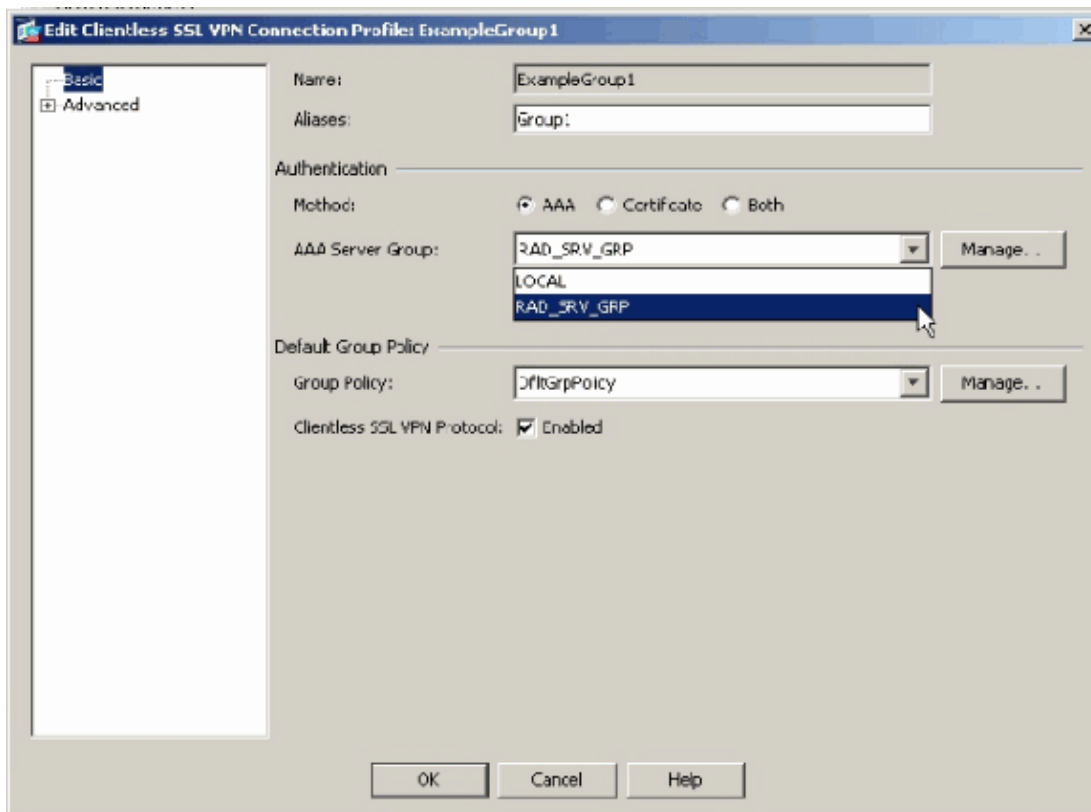 Edit Clientless SSL VPN Connection Profile: ExampleGroup1
Basic
Advanced
Name: ExampleGroup1
Aliases: Group1
Authentication
Method: AAA Certificate Both
AAA Server Group: RAD_SRV_GRP Manage...
LOCAL
RAD_SRV_GRP
Default Group Policy
Group Policy: DfltGrpPolicy Manage...
Clientless SSL VPN Protocol: Enabled
OK Cancel Help